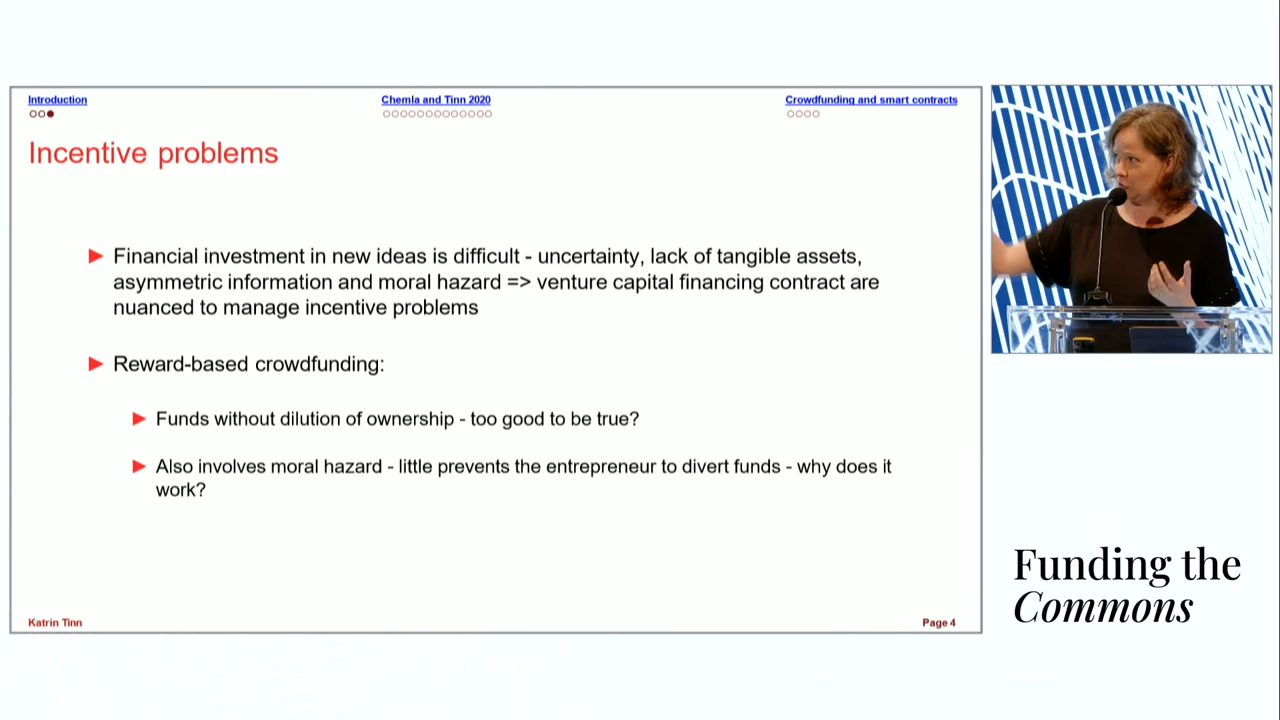 Introduction
Chemla and Tinn 2020
Crowdfunding and smart contracts
Incentive problems
Financial investment in new ideas is difficult - uncertainty, lack of tangible assets,
asymmetric information and moral hazard => venture capital financing contract are
nuanced to manage incentive problems
Reward-based crowdfunding:
Funds without dilution of ownership - too good to be true?
Also involves moral hazard - little prevents the entrepreneur to divert funds - why does it
work?
Katrin Tinn
Page 4
Funding the
Commons